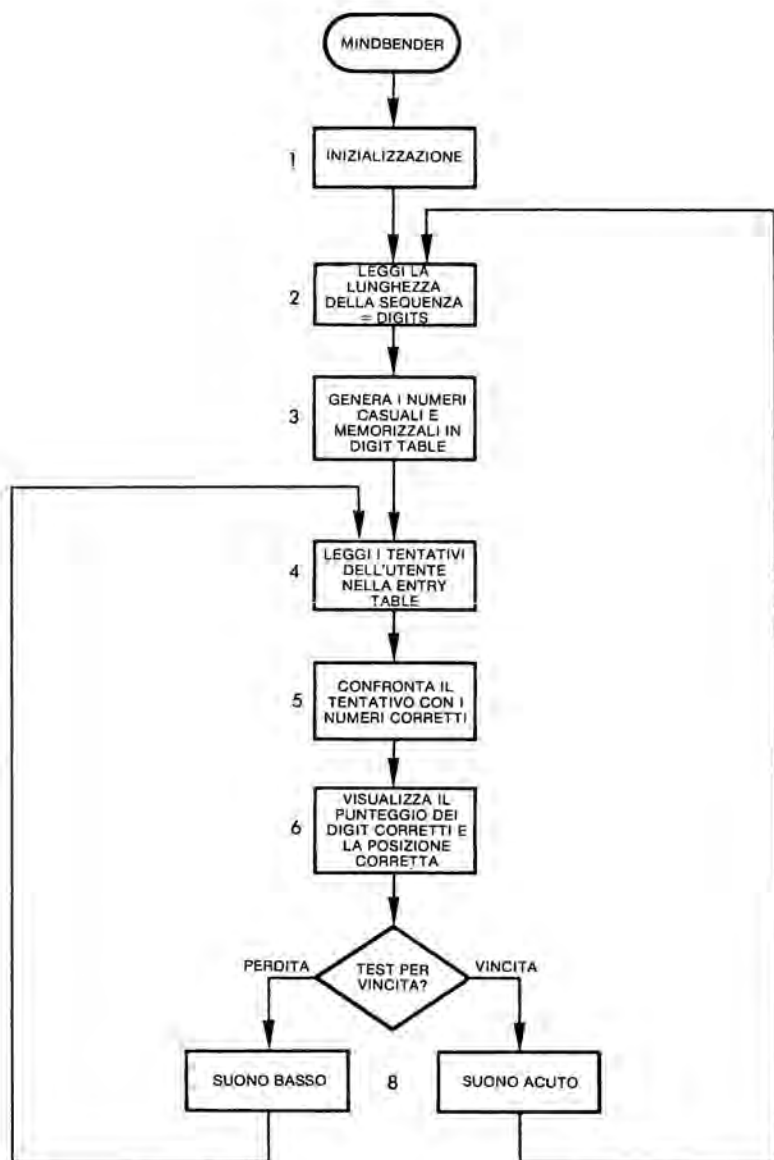 MINDBENDER
1
INIZIALIZZAZIONE
2
LEGGI LA
LUNGHEZZA
DELLA SEQUENZA
= DIGITS
3
GENERA I NUMERI
CASUALI E
MEMORIZZALI IN
DIGIT TABLE
4
LEGGI I TENTATIVI
DELL'UTENTE
NELLA ENTRY
TABLE
5
CONFRONTA IL
TENTATIVO CON I
NUMERI CORRETTI
6
VISUALIZZA IL
PUNTEGGIO DEI
DIGIT CORRETTI E
LA POSIZIONE
CORRETTA
PERDITA
TEST PER
VINCITA?
VINCITA
SUONO BASSO
8
SUONO ACUTO